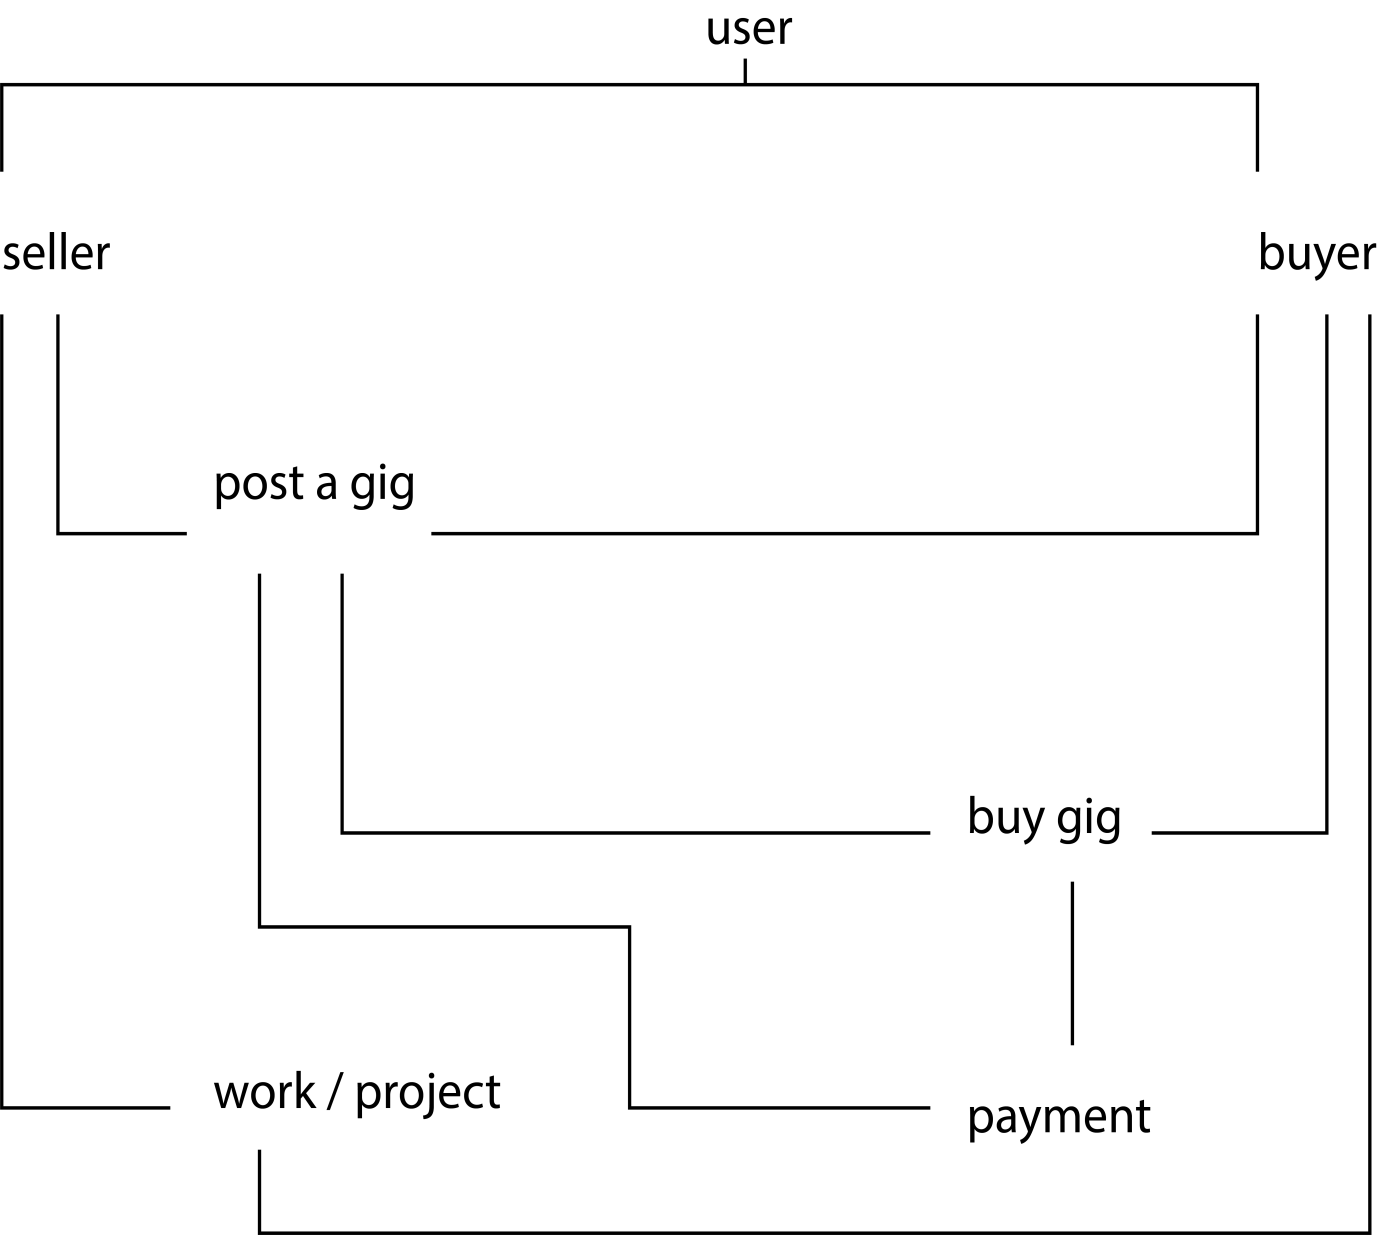 user
seller
buyer
post a gig
buy gig
work / project
payment